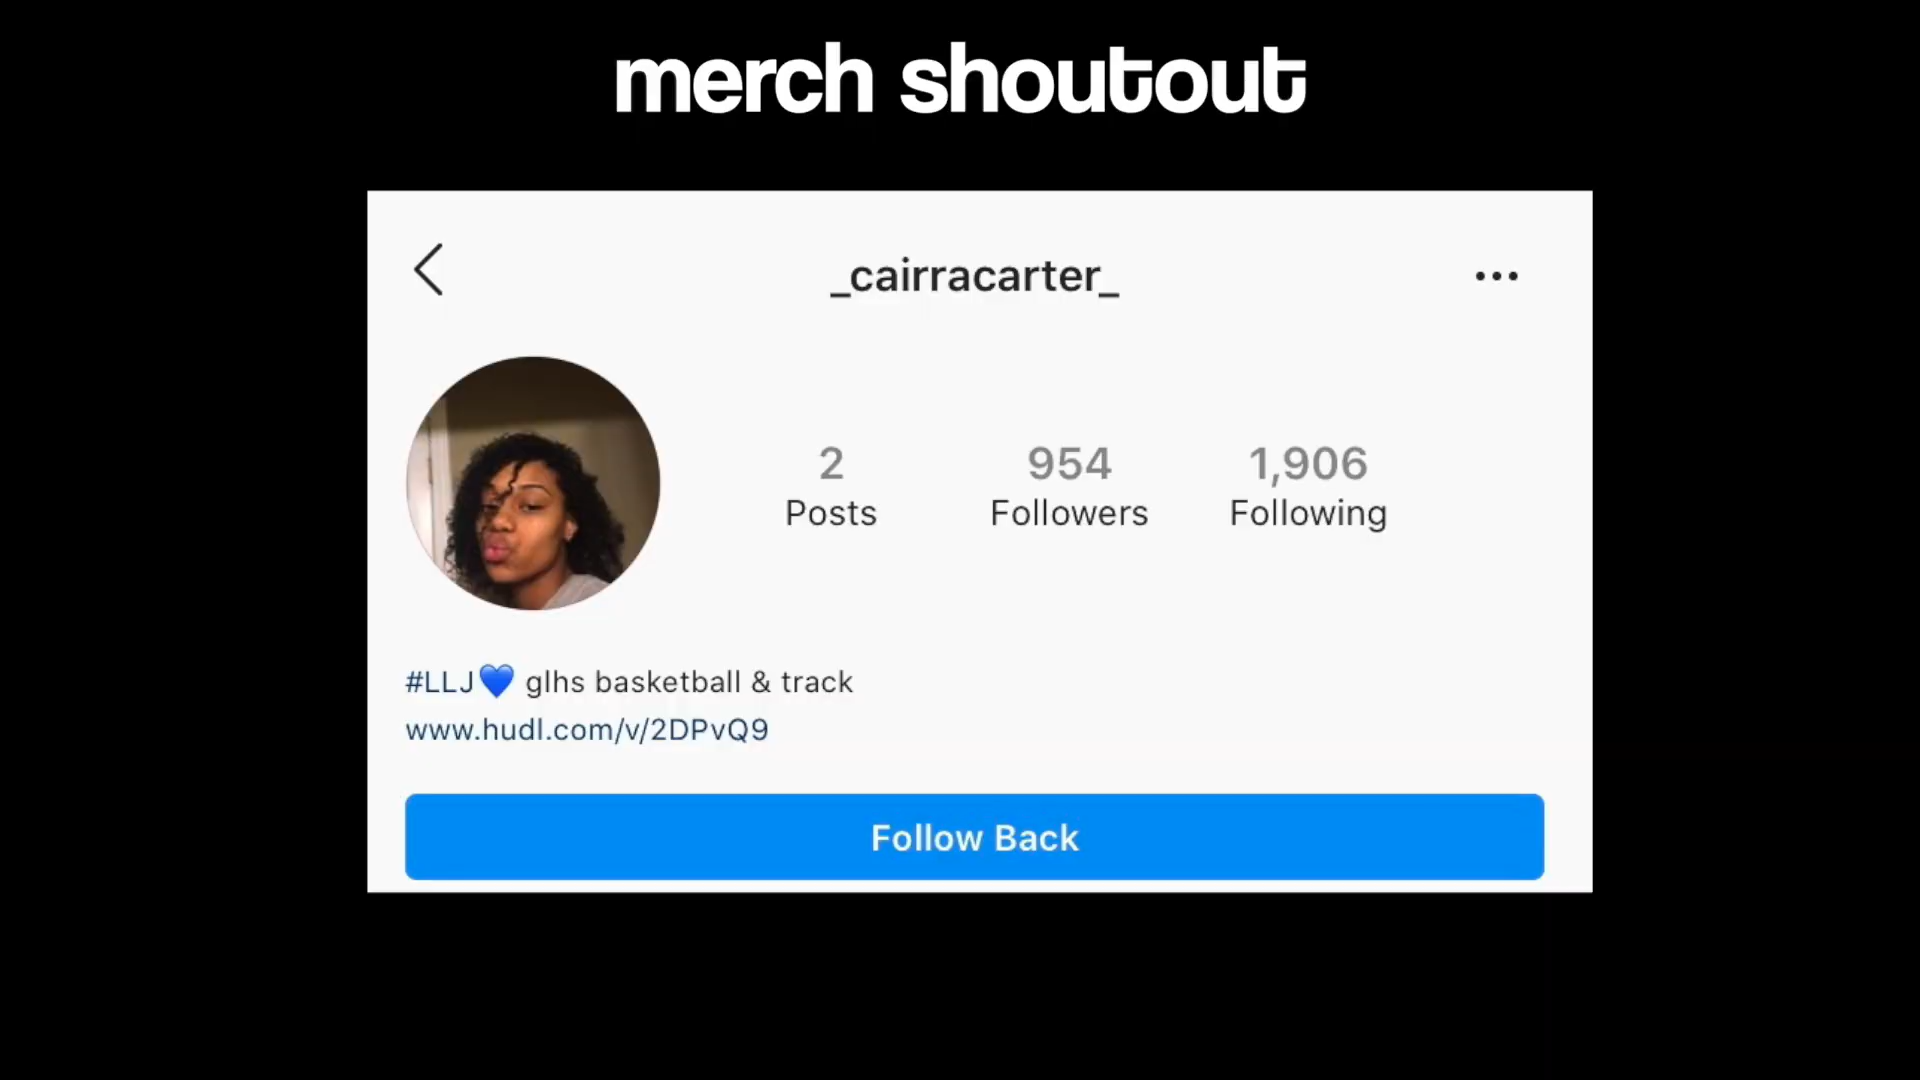 merch shoutout
_cairracarter_
2 954 1,906
Posts Followers Following
#LLJ💙 glhs basketball & track
www.hudl.com/v/2DPvQ9
Follow Back